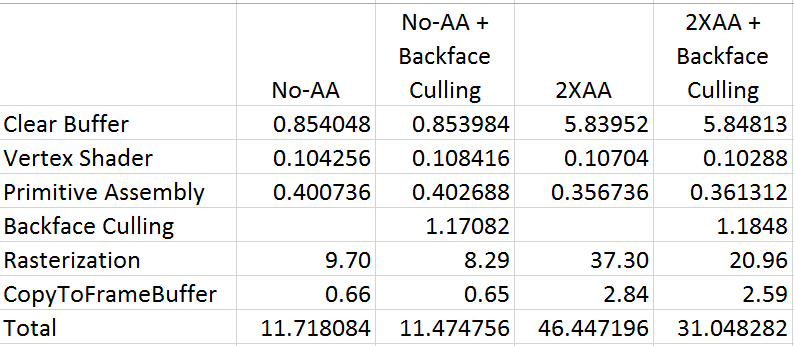 No-AA +
2XAA +
Backface
Backface
No-AA Culling 2XAA Culling
Clear Buffer 0.854048 0.853984 5.83952 5.84813
Vertex Shader 0.104256 0.108416 0.10704 0.10288
Primitive Assembly 0.400736 0.402688 0.356736 0.361312
Backface Culling 1.17082 1.1848
Rasterization 9.70 8.29 37.30 20.96
CopyToFrameBuffer 0.66 0.65 2.84 2.59
Total 11.718084 11.474756 46.447196 31.048282